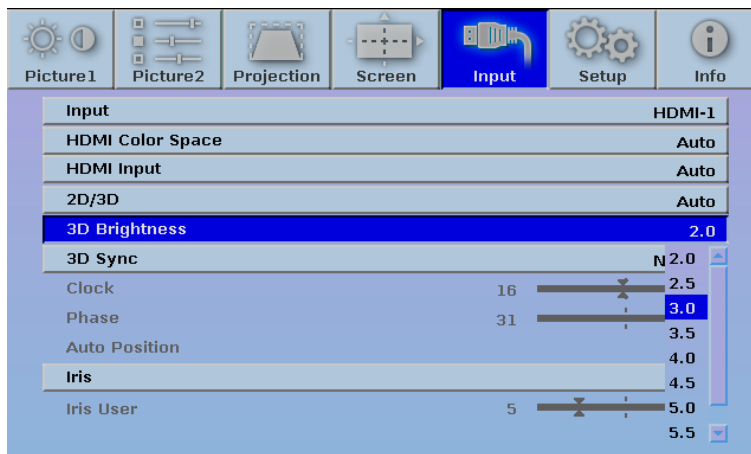 Picture1 Picture2 Projection Screen Input Setup Info
Input HDMI-1
HDMI Color Space Auto
HDMI Input Auto
2D/3D Auto
3D Brightness 2.0
3D Sync N 2.0
Clock 16 2.5
3.0
Phase 31
3.5
Auto Position
4.0
Iris
4.5
Iris User 5 5.0
5.5